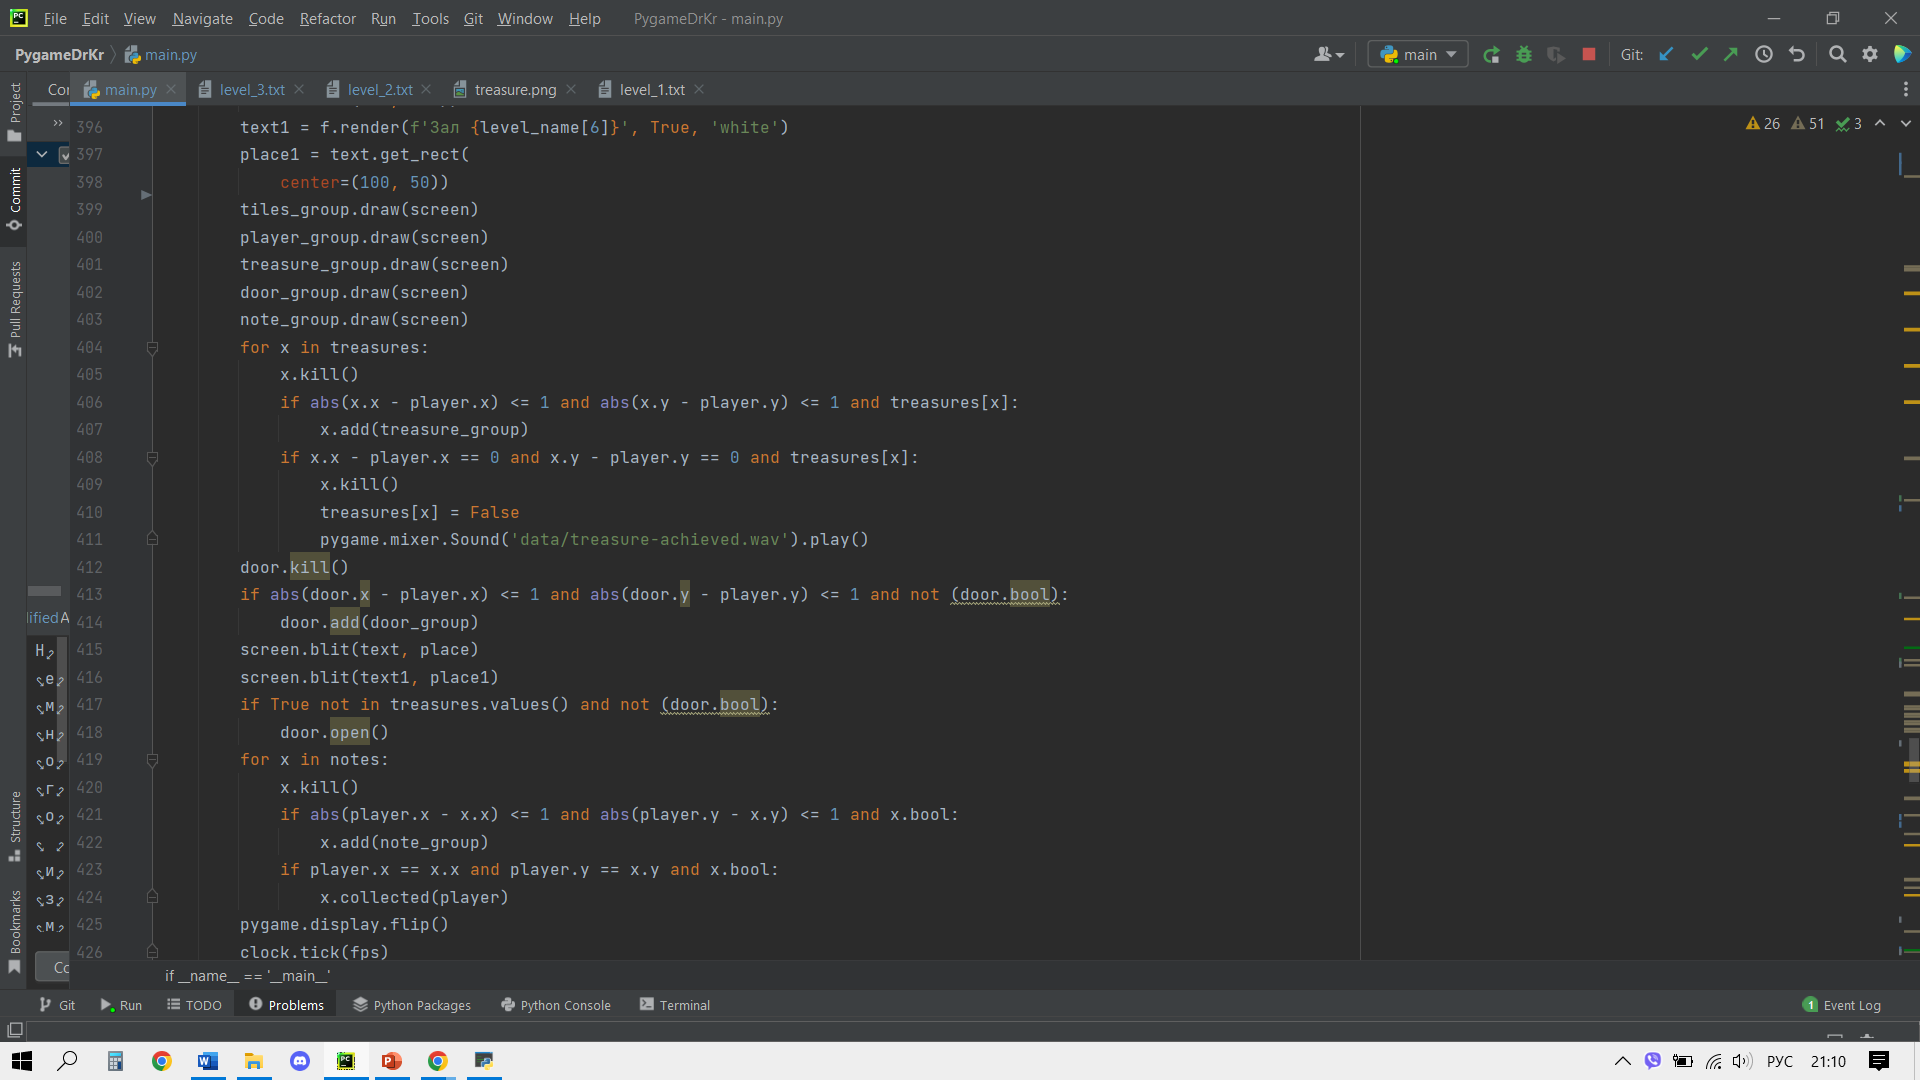 File Edit View Navigate Code Refactor Run Tools Git Window Help PygameDrKr - main.py
PygameDrKr main.py main Git:
main.py level_3.txt level_2.txt treasure.png level_1.txt
26 51 3
396 text1 = f.render(f'Зал {level_name[6]}', True, 'white')
397 place1 = text.get_rect(
398 center=(100, 50))
399 tiles_group.draw(screen)
400 player_group.draw(screen)
401 treasure_group.draw(screen)
402 door_group.draw(screen)
403 note_group.draw(screen)
404 for x in treasures:
405 x.kill()
406 if abs(x.x - player.x) <= 1 and abs(x.y - player.y) <= 1 and treasures[x]:
407 x.add(treasure_group)
408 if x.x - player.x == 0 and x.y - player.y == 0 and treasures[x]:
409 x.kill()
410 treasures[x] = False
411 pygame.mixer.Sound('data/treasure-achieved.wav').play()
412 door.kill()
413 if abs(door.x - player.x) <= 1 and abs(door.y - player.y) <= 1 and not (door.bool):
414 door.add(door_group)
415 screen.blit(text, place)
416 screen.blit(text1, place1)
417 if True not in treasures.values() and not (door.bool):
418 door.open()
419 for x in notes:
420 x.kill()
421 if abs(player.x - x.x) <= 1 and abs(player.y - x.y) <= 1 and x.bool:
422 x.add(note_group)
423 if player.x == x.x and player.y == x.y and x.bool:
424 x.collected(player)
425 pygame.display.flip()
426 clock.tick(fps)
if __name__ == '__main__'
Project
Commit
Pull Requests
Structure
Bookmarks
Git Run TODO Problems Python Packages Python Console Terminal 1 Event Log
РУС 21:10